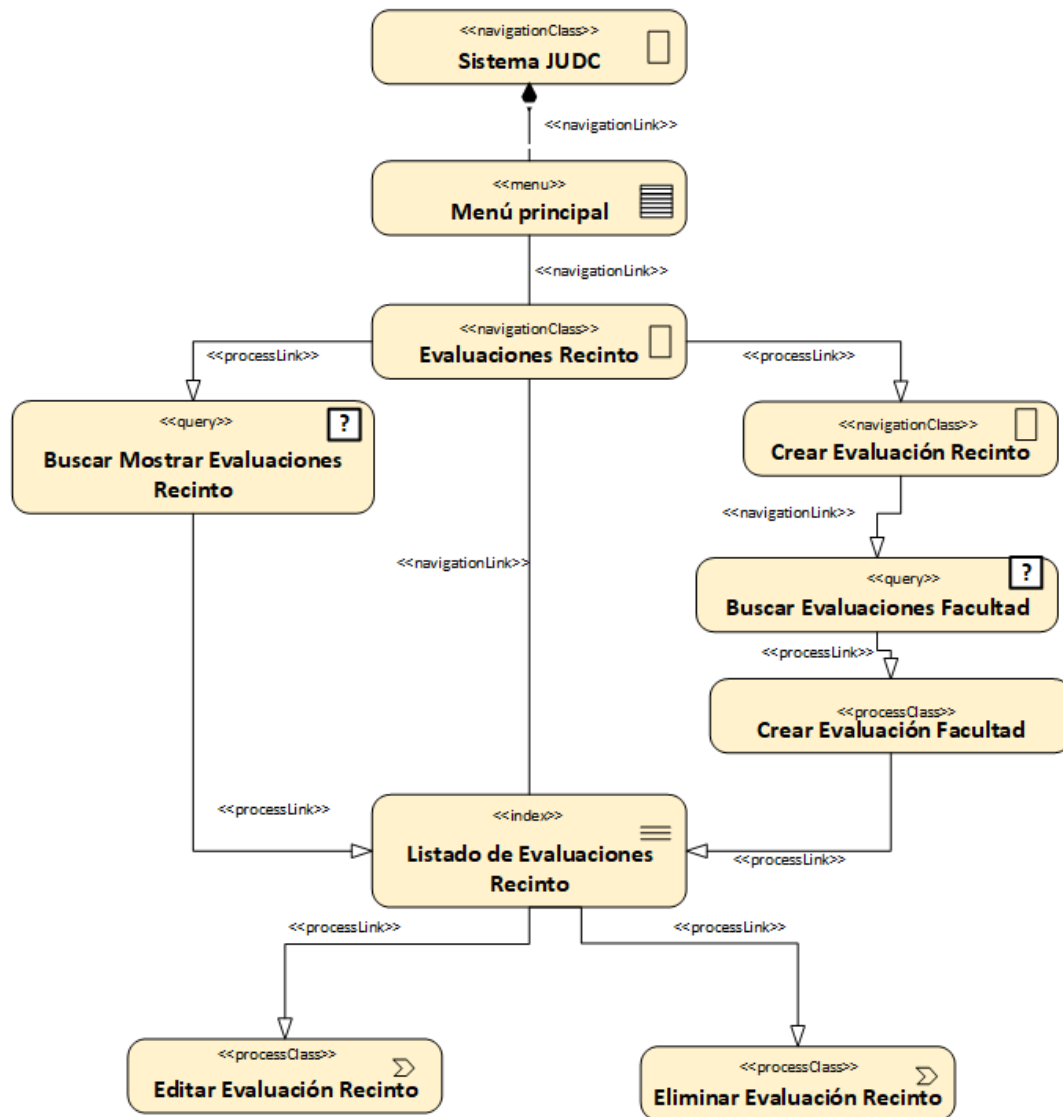 <<navigationClass>>
Sistema JUDC
<<navigationLink>>
<<menu>>
Menú principal
<<navigationLink>>
<<navigationClass>>
Evaluaciones Recinto
<<processLink>>
<<processLink>>
<<query>>
?
Buscar Mostrar Evaluaciones
Recinto
<<navigationClass>>
Crear Evaluación Recinto
<<navigationLink>>
<<navigationLink>>
<<query>>
?
Buscar Evaluaciones Facultad
<<processLink>>
<<processClass>>
Crear Evaluación Facultad
<<processLink>>
<<index>>
Listado de Evaluaciones
Recinto
<<processLink>>
<<processLink>>
<<processLink>>
<<processClass>>
Editar Evaluación Recinto
<<processClass>>
Eliminar Evaluación Recinto